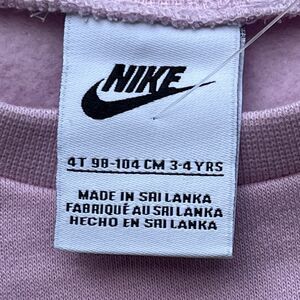 NIKE
4T 98-104 CM 3-4 YRS
MADE IN SRI LANKA
FABRIQUÉ AU SRI LANKA
HECHO EN SRI LANKA